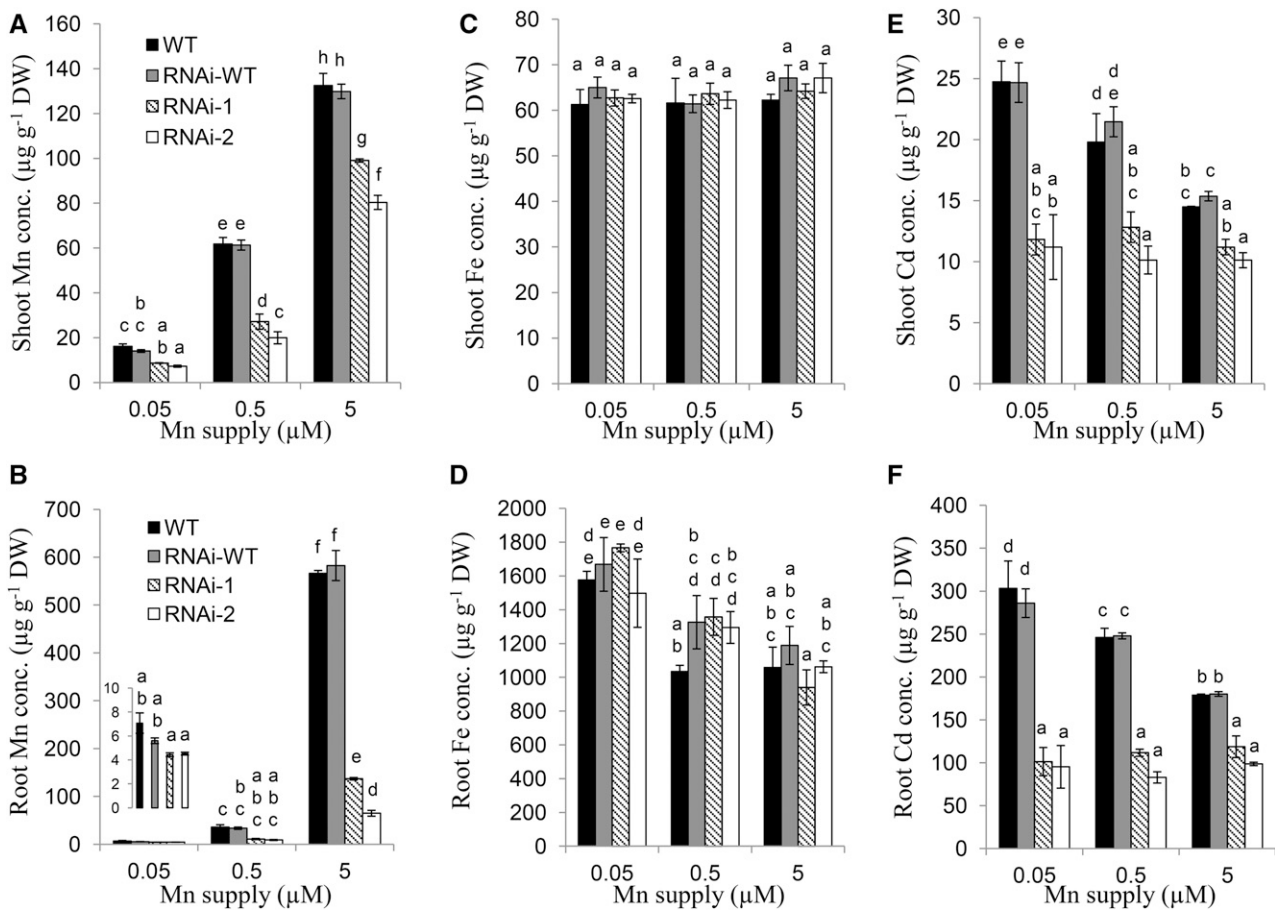 A
Shoot Mn conc. (µg g⁻¹ DW)
160
140
120
100
80
60
40
20
0
WT
RNAi-WT
RNAi-1
RNAi-2
c
b
c
a
b
a
e
e
d
c
h
h
g
f
0.05
0.5
5
Mn supply (µM)
C
Shoot Fe conc. (µg g⁻¹ DW)
80
70
60
50
40
30
20
10
0
a
a
a
a
a
a
a
a
a
a
a
a
0.05
0.5
5
Mn supply (µM)
E
Shoot Cd conc. (µg g⁻¹ DW)
30
25
20
15
10
5
0
e
e
a
b
c
a
b
d
d
e
a
b
c
a
b
c
c
a
b
a
0.05
0.5
5
Mn supply (µM)
B
Root Mn conc. (µg g⁻¹ DW)
700
600
500
400
300
200
100
0
WT
RNAi-WT
RNAi-1
RNAi-2
10
8
6
4
2
0
a
b
a
b
a
a
c
b
c
a
b
c
a
b
c
f
f
e
d
0.05
0.5
5
Mn supply (µM)
D
Root Fe conc. (µg g⁻¹ DW)
2000
1800
1600
1400
1200
1000
800
600
400
200
0
d
e
e
e
d
e
a
b
b
c
d
c
d
b
c
d
a
b
c
a
b
c
a
a
b
c
0.05
0.5
5
Mn supply (µM)
F
Root Cd conc. (µg g⁻¹ DW)
400
350
300
250
200
150
100
50
0
d
d
a
a
c
c
a
a
b
b
a
a
0.05
0.5
5
Mn supply (µM)